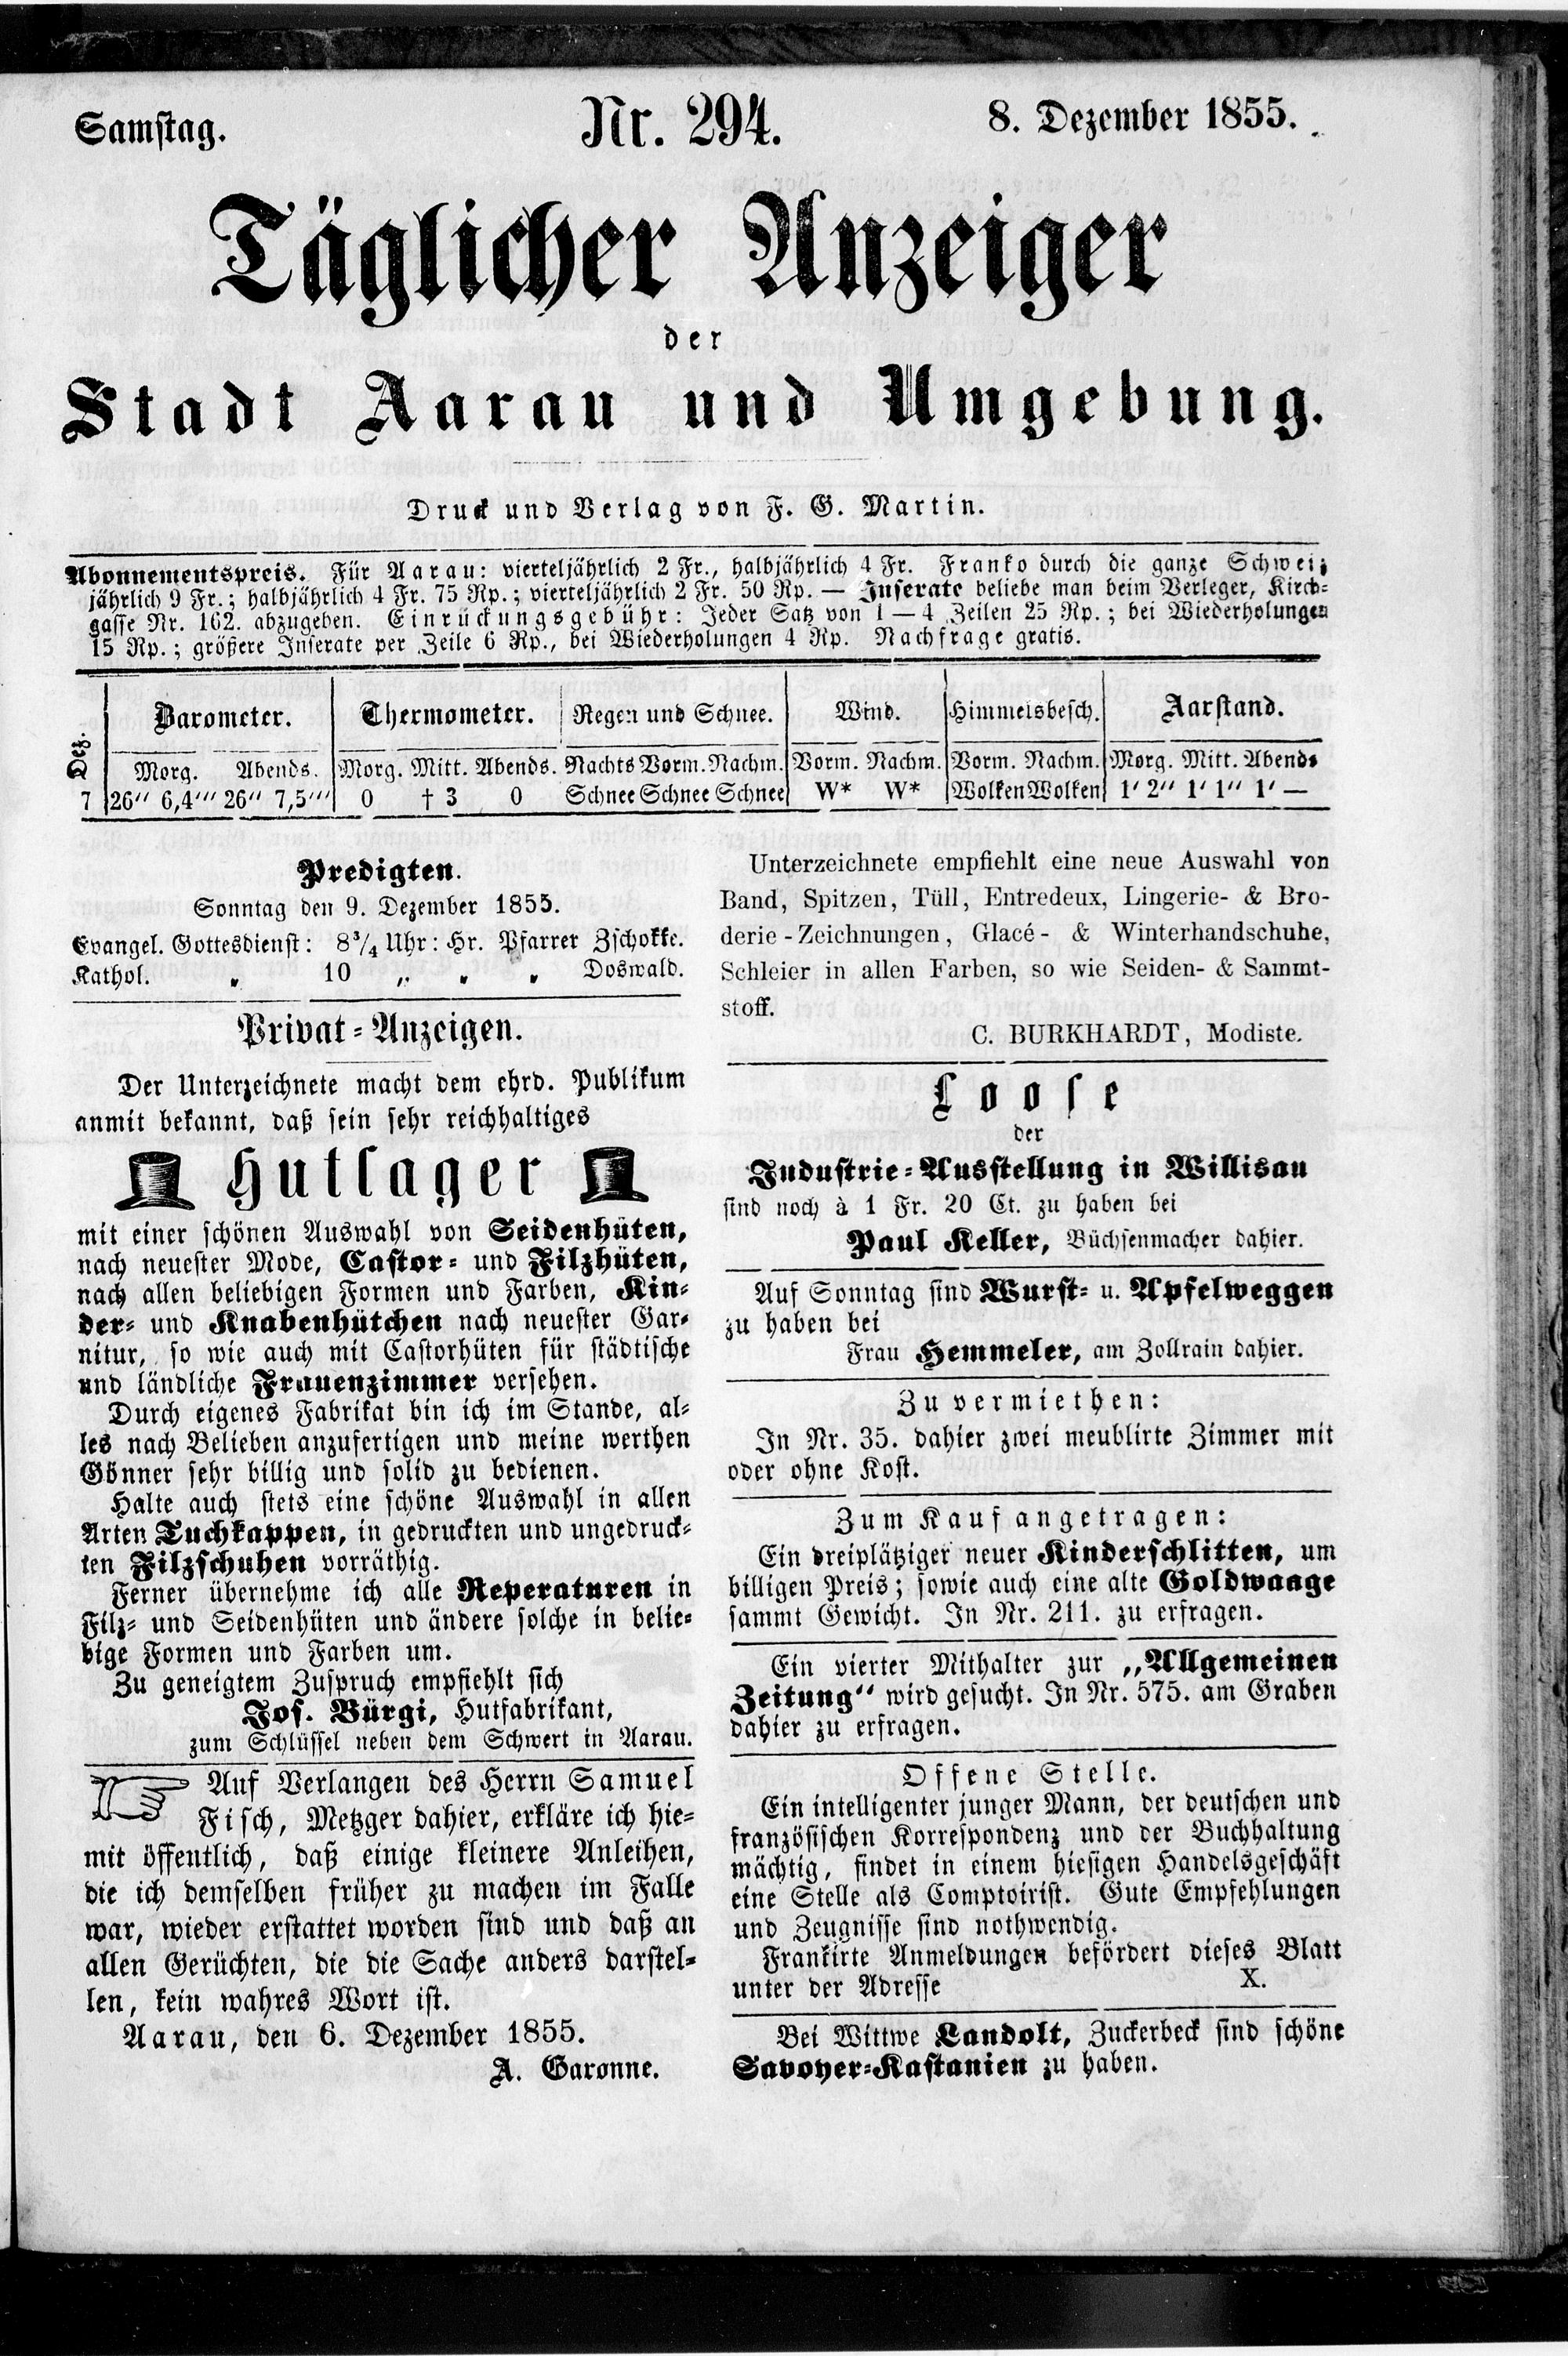 Samstag.
Nr. 294.
8. Dezember 1855.
Täglicher Anzeiger
der
Stadt Aarau und Umgebung.
Druck und Verlag von F. G. Martin.
Abonnementspreis. Für Aarau: vierteljährlich 2 Fr., halbjährlich 4 Fr. Franko durch die ganze Schweiz
jährlich 9 Fr.; halbjährlich 4 Fr. 75 Rp.; vierteljährlich 2 Fr. 50 Rp. — Inserate beliebe man beim Verleger, Kirch-
gasse Nr. 162. abzugeben. Einrückungsgebühr: Jeder Satz von 1—4 Zeilen 25 Rp.; bei Wiederholungen
15 Rp.; größere Inserate per Zeile 6 Rp., bei Wiederholungen 4 Rp. Nachfrage gratis.
Dez. Barometer. Thermometer. Regen und Schnee. Wind. Himmelsbesch. Aarstand.
Morg. Abends. Morg. Mitt. Abends. Nachts Vorm. Nachm. Vorm. Nachm. Vorm. Nachm. Morg. Mitt. Abends
7 26'' 6,4''' 26'' 7,5''' 0 † 3 0 Schnee Schnee Schnee W* W* Wolken Wolken 1' 2'' 1' 1'' 1' —
Predigten.
Sonntag den 9. Dezember 1855.
Evangel. Gottesdienst: 8¾ Uhr: Hr. Pfarrer Zschokke.
Kathol. „ 10 „ „ „ Doswald.
Privat-Anzeigen.
Der Unterzeichnete macht dem ehrd. Publikum
anmit bekannt, daß sein sehr reichhaltiges
Hutlager
mit einer schönen Auswahl von Seidenhüten,
nach neuester Mode, Castor- und Filzhüten,
nach allen beliebigen Formen und Farben, Kin-
der- und Knabenhütchen nach neuester Gar-
nitur, so wie auch mit Castorhüten für städtische
und ländliche Frauenzimmer versehen.
Durch eigenes Fabrikat bin ich im Stande, al-
les nach Belieben anzufertigen und meine werthen
Gönner sehr billig und solid zu bedienen.
Halte auch stets eine schöne Auswahl in allen
Arten Tuchkappen, in gedruckten und ungedruck-
ten Filzschuhen vorräthig.
Ferner übernehme ich alle Reperaturen in
Filz- und Seidenhüten und ändere solche in belie-
bige Formen und Farben um.
Zu geneigtem Zuspruch empfiehlt sich
Jos. Bürgi, Hutfabrikant,
zum Schlüssel neben dem Schwert in Aarau.
Auf Verlangen des Herrn Samuel
Fisch, Metzger dahier, erkläre ich hie-
mit öffentlich, daß einige kleinere Anleihen,
die ich demselben früher zu machen im Falle
war, wieder erstattet worden sind und daß an
allen Gerüchten, die die Sache anders darstel-
len, kein wahres Wort ist.
Aarau, den 6. Dezember 1855.
A. Garonne.
Unterzeichnete empfiehlt eine neue Auswahl von
Band, Spitzen, Tüll, Entredeux, Lingerie- & Bro-
derie-Zeichnungen, Glacé- & Winterhandschuhe,
Schleier in allen Farben, so wie Seiden- & Sammt-
stoff.
C. BURKHARDT, Modiste.
Loose
der
Industrie-Ausstellung in Willisau
sind noch à 1 Fr. 20 Ct. zu haben bei
Paul Keller, Büchsenmacher dahier.
Auf Sonntag sind Wurst- u. Apfelweggen
zu haben bei
Frau Hemmeler, am Zollrain dahier.
Zu vermiethen:
In Nr. 35. dahier zwei meublirte Zimmer mit
oder ohne Kost.
Zum Kauf angetragen:
Ein dreiplätziger neuer Kinderschlitten, um
billigen Preis; sowie auch eine alte Goldwaage
sammt Gewicht. In Nr. 211. zu erfragen.
Ein vierter Mithalter zur „Allgemeinen
Zeitung“ wird gesucht. In Nr. 575. am Graben
dahier zu erfragen.
Offene Stelle.
Ein intelligenter junger Mann, der deutschen und
französischen Korrespondenz und der Buchhaltung
mächtig, findet in einem hiesigen Handelsgeschäft
eine Stelle als Comptoirist. Gute Empfehlungen
und Zeugnisse sind nothwendig.
Frankirte Anmeldungen befördert dieses Blatt
unter der Adresse X.
Bei Wittwe Landolt, Zuckerbeck sind schöne
Savoyer-Kastanien zu haben.